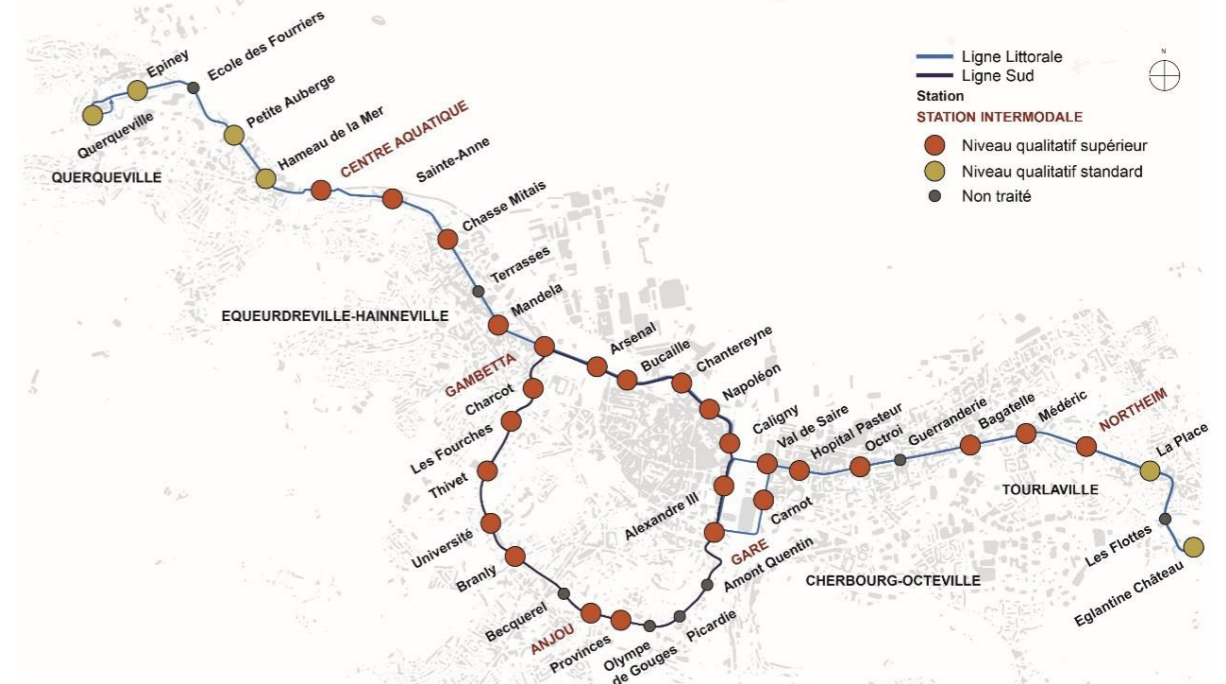 Ligne Littorale
Ligne Sud
Station
STATION INTERMODALE
Niveau qualitatif supérieur
Niveau qualitatif standard
Non traité
N
Querqueville
Epiney
Ecole des Fourriers
Petite Auberge
Hameau de la Mer
CENTRE AQUATIQUE
Sainte-Anne
Chasse Mitais
Terrasses
Mandela
QUERQUEVILLE
EQUEURDREVILLE-HAINNEVILLE
GAMBETTA
Arsenal
Bucaille
Chantereyne
Napoléon
Caligny
Val de Saire
Hopital Pasteur
Octroi
Guerranderie
Bagatelle
Médéric
NORTHEIM
La Place
Les Flottes
Eglantine Château
TOURLAVILLE
CHERBOURG-OCTEVILLE
Charcot
Les Fourches
Thivet
Université
Branly
Becquerel
ANJOU
Provinces
Olympe
de Gouges
Picardie
Amont Quentin
GARE
Alexandre III
Carnot